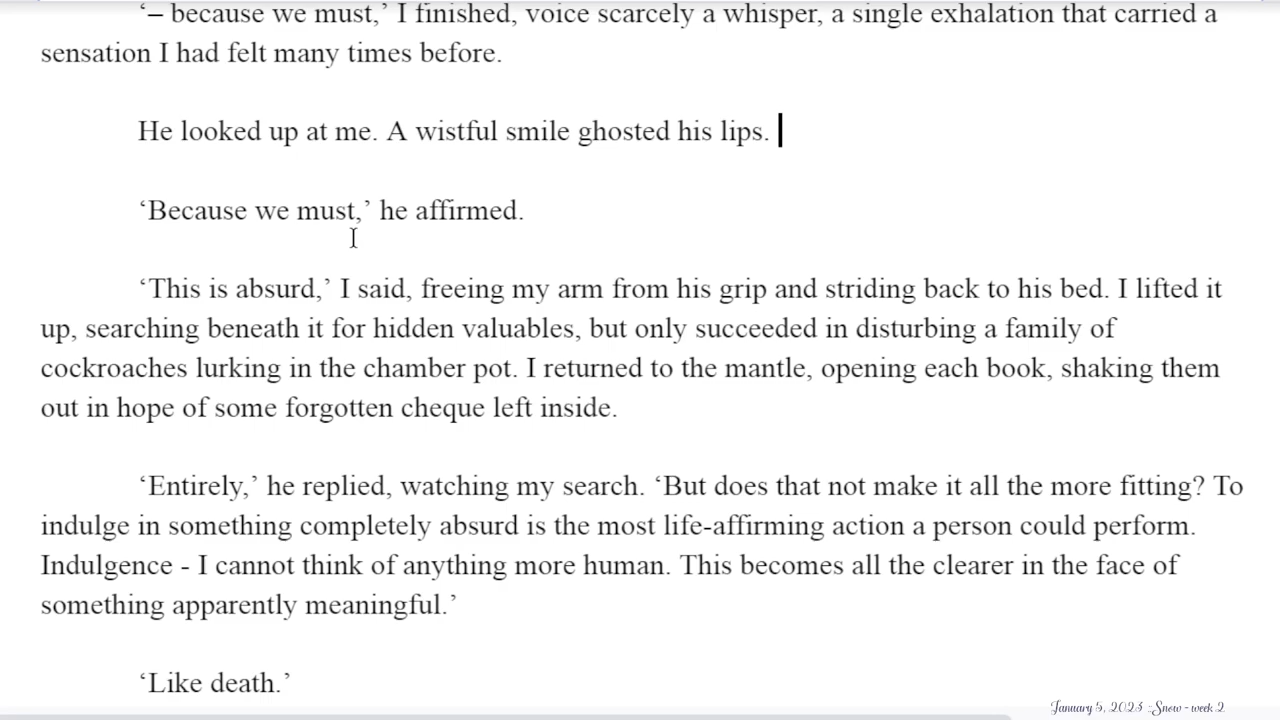 ‘– because we must,’ I finished, voice scarcely a whisper, a single exhalation that carried a
sensation I had felt many times before.
He looked up at me. A wistful smile ghosted his lips.
‘Because we must,’ he affirmed.
‘This is absurd,’ I said, freeing my arm from his grip and striding back to his bed. I lifted it
up, searching beneath it for hidden valuables, but only succeeded in disturbing a family of
cockroaches lurking in the chamber pot. I returned to the mantle, opening each book, shaking them
out in hope of some forgotten cheque left inside.
‘Entirely,’ he replied, watching my search. ‘But does that not make it all the more fitting? To
indulge in something completely absurd is the most life-affirming action a person could perform.
Indulgence - I cannot think of anything more human. This becomes all the clearer in the face of
something apparently meaningful.’
‘Like death.’
January 5, 2023 :Snow - week 2